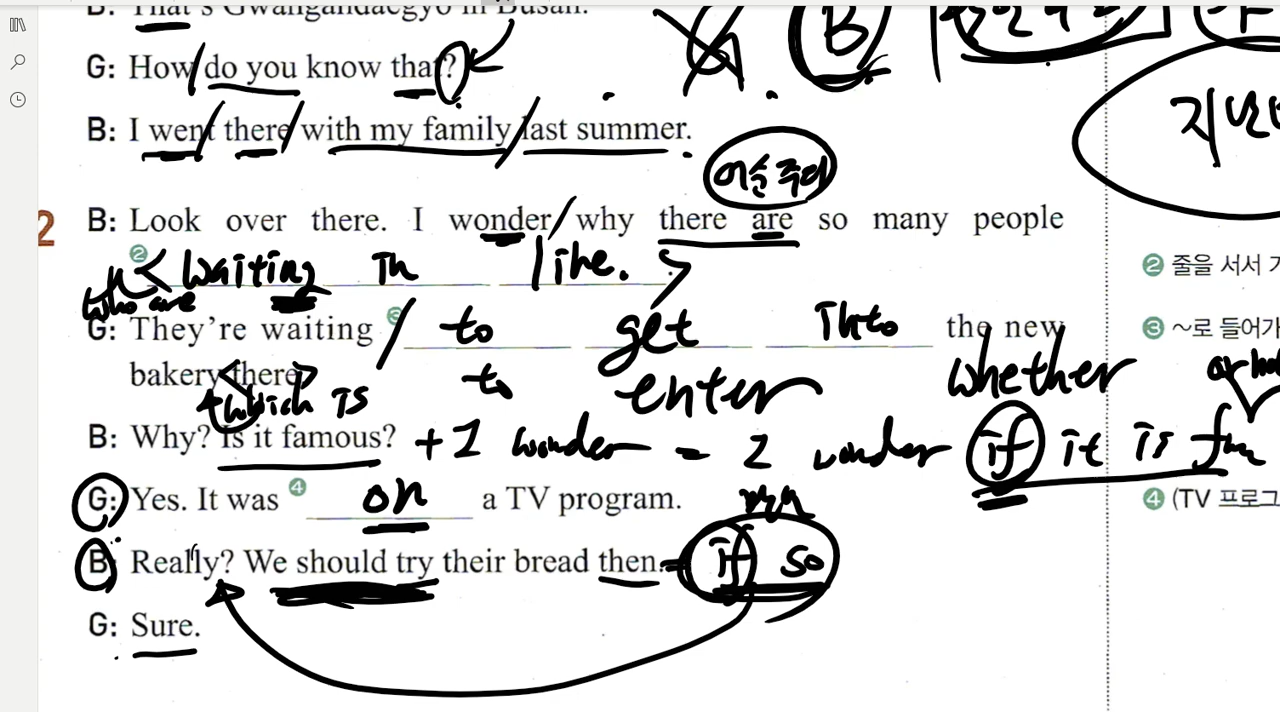 B: That's Gwangandaegyo in Busan.
G: How do you know that?
B: I went there with my family last summer.
B
어순주의
2 B: Look over there. I wonder why there are so many people
② waiting in line.
who are
② 줄을 서서
G: They're waiting ③ to get into the new
③ ~로 들어가
bakery there.
to enter whether
which is
B: Why? Is it famous? + I wonder = I wonder if it is
G: Yes. It was ④ on a TV program.
④ (TV 프로그
B: Really? We should try their bread then. = if so
G: Sure.